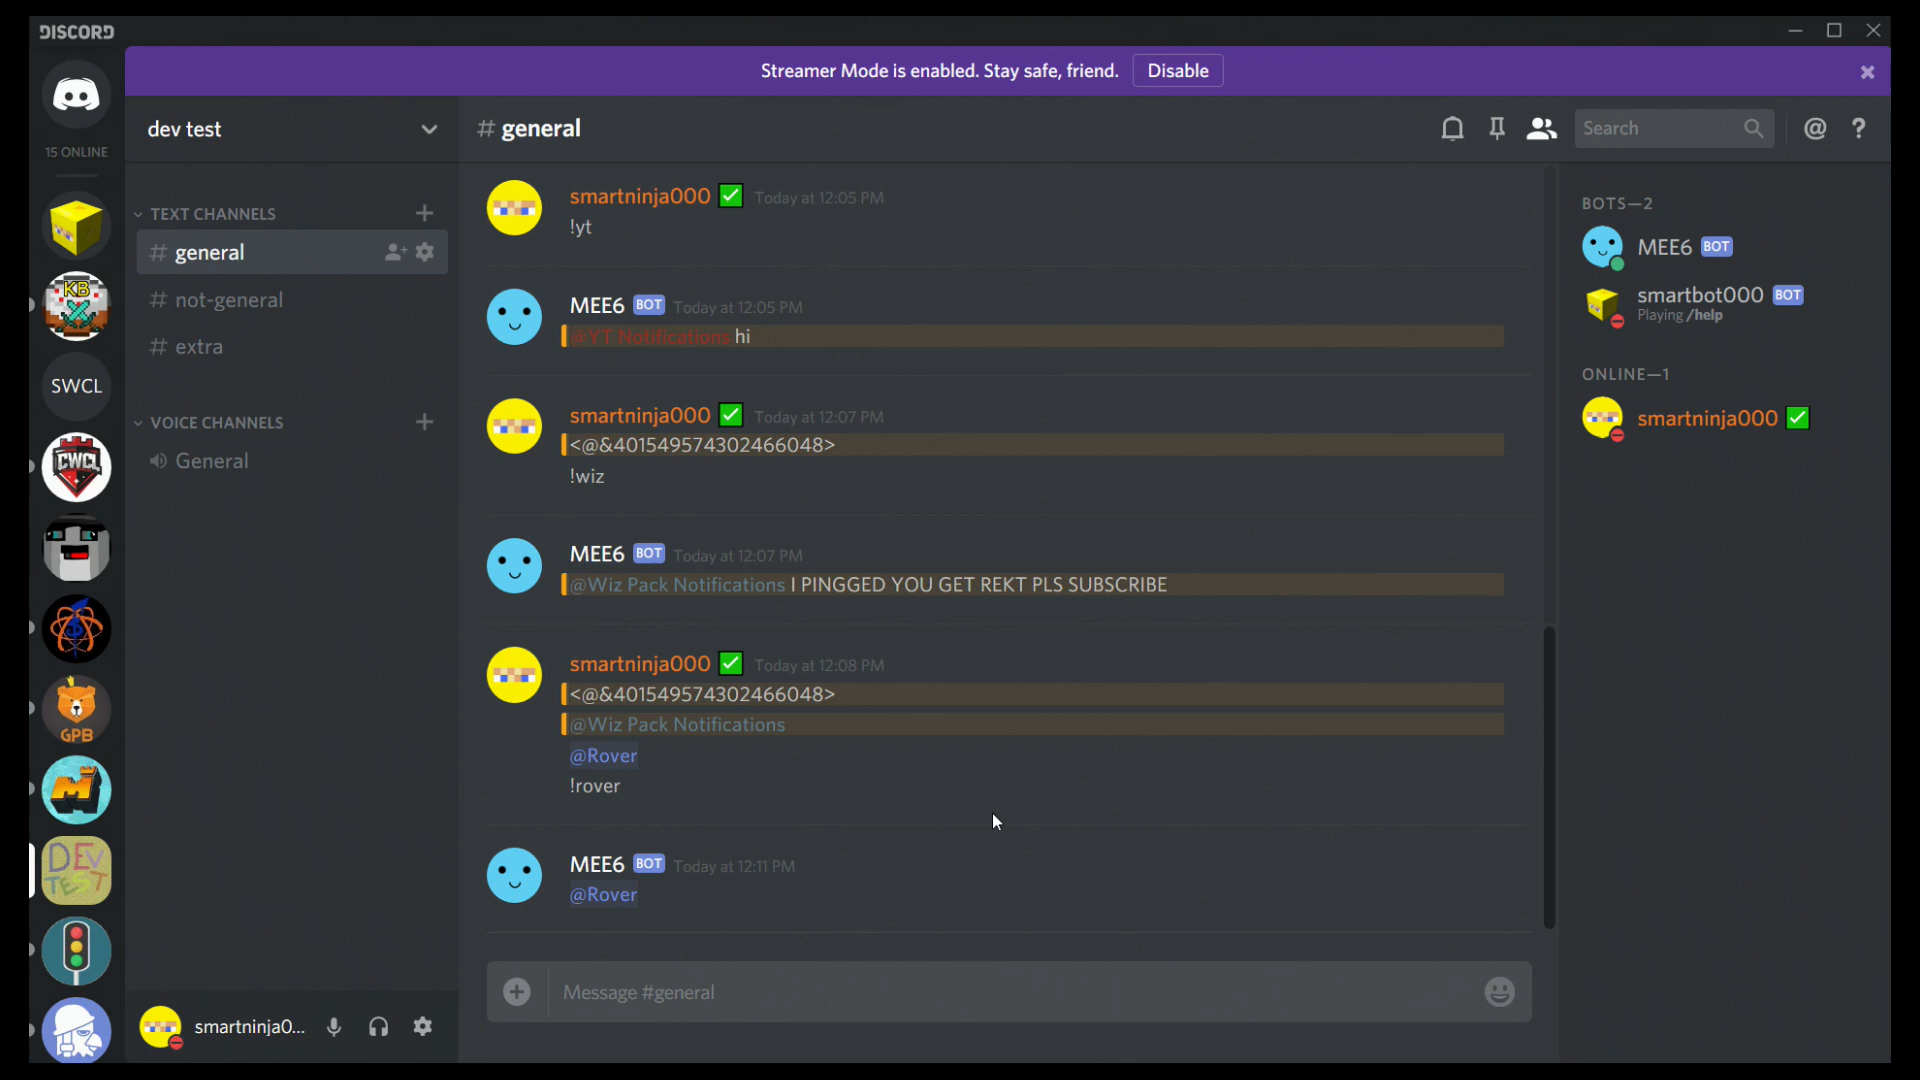 DISCORD
Streamer Mode is enabled. Stay safe, friend.
Disable
15 ONLINE
KB
SWCL
CWCL
GPB
DEV
TEST
dev test
TEXT CHANNELS
# general
# not-general
# extra
VOICE CHANNELS
General
smartninja0...
# general
Search
smartninja000 Today at 12:05 PM
!yt
MEE6 BOT Today at 12:05 PM
@YT Notifications hi
smartninja000 Today at 12:07 PM
<@&401549574302466048>
!wiz
MEE6 BOT Today at 12:07 PM
@Wiz Pack Notifications I PINGGED YOU GET REKT PLS SUBSCRIBE
smartninja000 Today at 12:08 PM
<@&401549574302466048>
@Wiz Pack Notifications
@Rover
!rover
MEE6 BOT Today at 12:11 PM
@Rover
Message #general
BOTS—2
MEE6 BOT
smartbot000 BOT
Playing /help
ONLINE—1
smartninja000